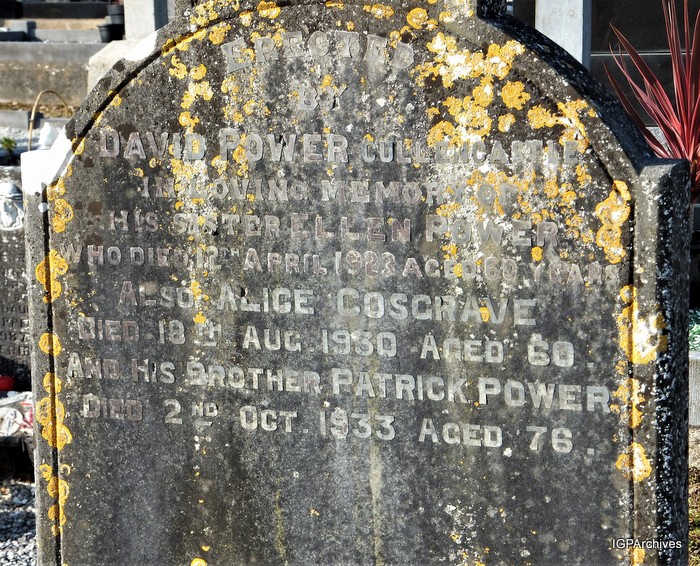 ERECTED
BY
DAVID POWER CULLENCASTLE
IN LOVING MEMORY OF
HIS SISTER ELLEN POWER
WHO DIED 12TH APRIL 1923 AGED 60 YEARS
ALSO ALICE COSGRAVE
DIED 18TH AUG 1930 AGED 60.
AND HIS BROTHER PATRICK POWER
DIED 2ND OCT. 1933 AGED 76.
IGPArchives